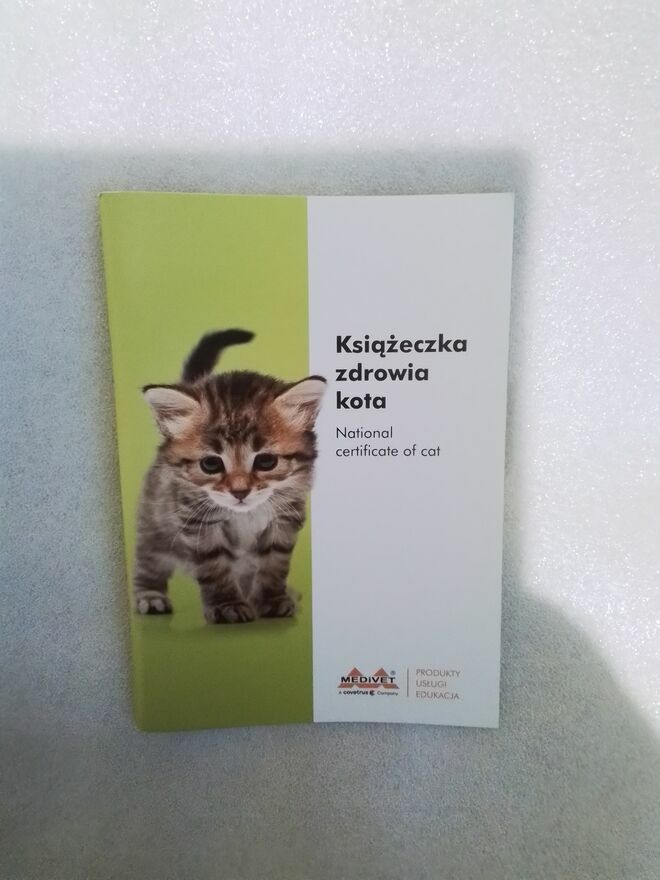 Książeczka
zdrowia
kota
National
certificate of cat
MEDIVET®
A covetrus Company
PRODUKTY
USŁUGI
EDUKACJA